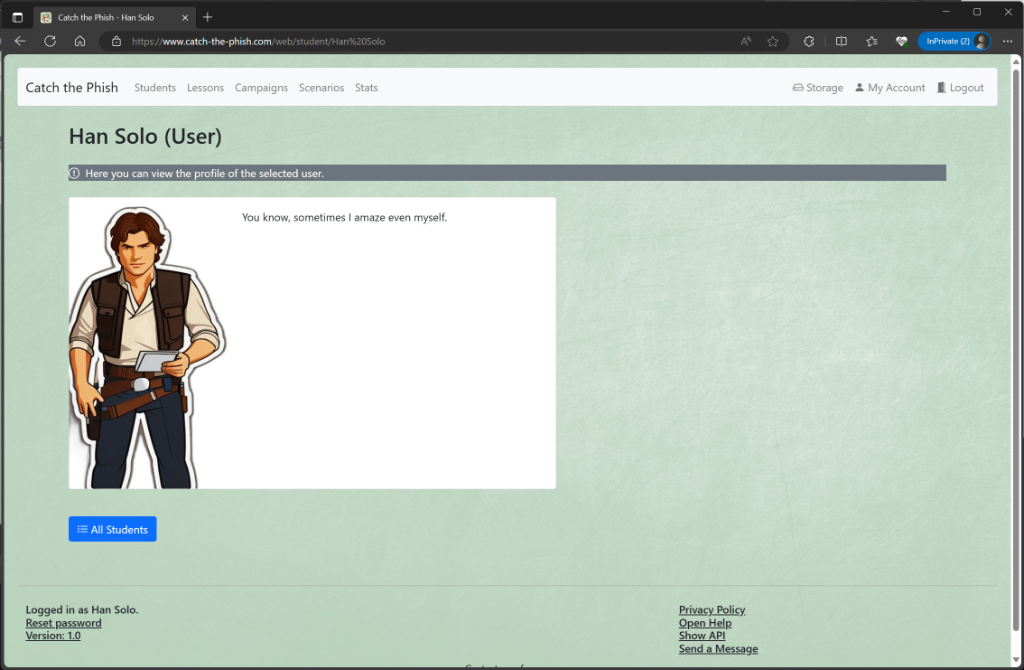 Catch the Phish - Han Solo
https://www.catch-the-phish.com/web/student/Han%20Solo
InPrivate (2)
Catch the Phish Students Lessons Campaigns Scenarios Stats Storage My Account Logout
Han Solo (User)
Here you can view the profile of the selected user.
You know, sometimes I amaze even myself.
All Students
Logged in as Han Solo.
Reset password
Version: 1.0
Privacy Policy
Open Help
Show API
Send a Message